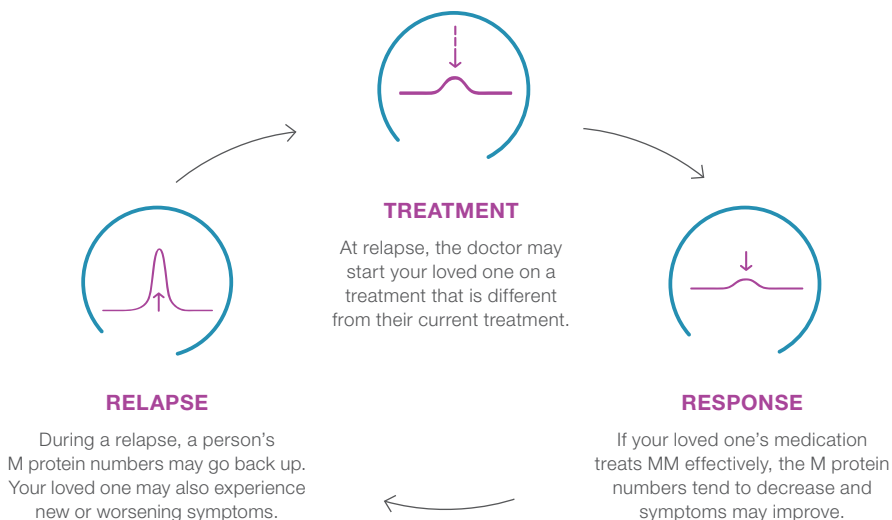 TREATMENT
At relapse, the doctor may
start your loved one on a
treatment that is different
from their current treatment.
RELAPSE
During a relapse, a person’s
M protein numbers may go back up.
Your loved one may also experience
new or worsening symptoms.
RESPONSE
If your loved one’s medication
treats MM effectively, the M protein
numbers tend to decrease and
symptoms may improve.